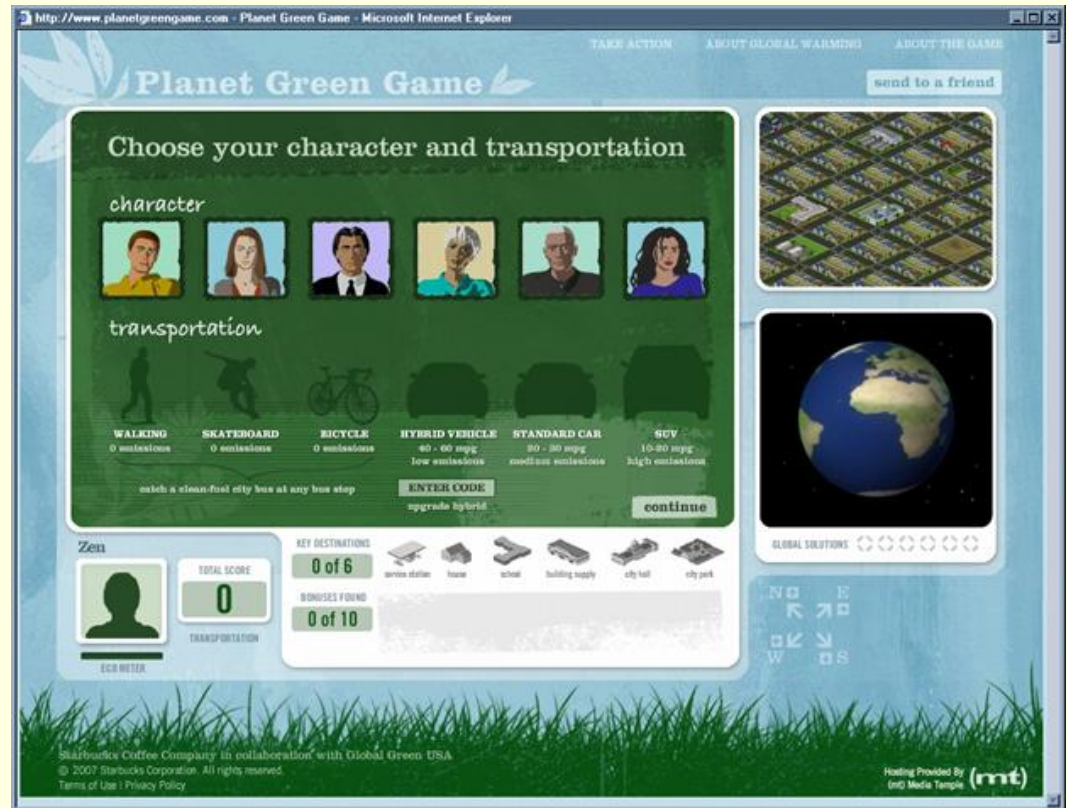 http://www.planetgreengame.com - Planet Green Game - Microsoft Internet Explorer
TAKE ACTION ABOUT GLOBAL WARMING ABOUT THE GAME
Planet Green Game
send to a friend
Choose your character and transportation
character
transportation
WALKING SKATEBOARD BICYCLE HYBRID VEHICLE STANDARD CAR SUV
0 emissions 0 emissions 0 emissions 40 - 60 mpg 20 - 30 mpg 10-20 mpg
low emissions medium emissions high emissions
catch a clean-fuel city bus at any bus stop
ENTER CODE
upgrade hybrid
continue
Zen
TOTAL SCORE
0
TRANSPORTATION
ECO METER
KEY DESTINATIONS
0 of 6
service station house school building supply city hall city park
BONUSES FOUND
0 of 10
GLOBAL SOLUTIONS
N E
W S
Starbucks Coffee Company in collaboration with Global Green USA
© 2007 Starbucks Corporation. All rights reserved.
Terms of Use | Privacy Policy
Hosting Provided By
(mt) Media Temple
(mt)